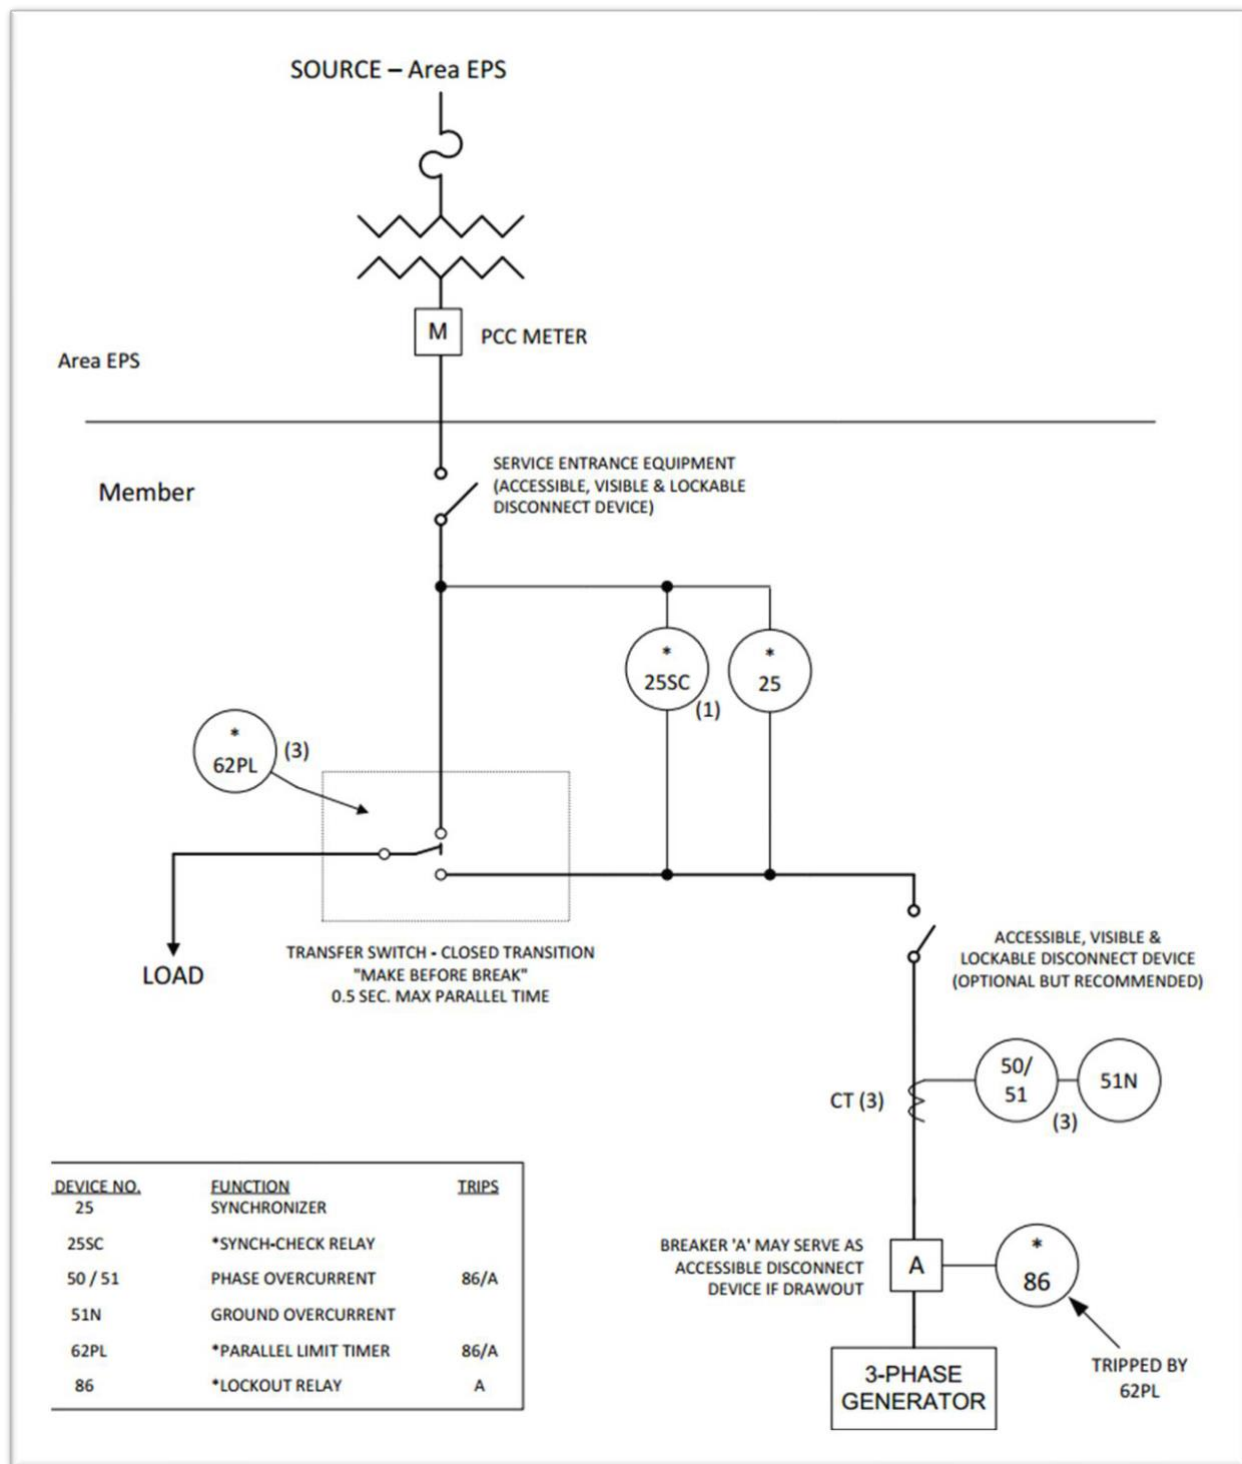 SOURCE – Area EPS
M
PCC METER
Area EPS
Member
SERVICE ENTRANCE EQUIPMENT
(ACCESSIBLE, VISIBLE & LOCKABLE
DISCONNECT DEVICE)
*
25SC
(1)
*
25
*
62PL
(3)
LOAD
TRANSFER SWITCH - CLOSED TRANSITION
"MAKE BEFORE BREAK"
0.5 SEC. MAX PARALLEL TIME
ACCESSIBLE, VISIBLE &
LOCKABLE DISCONNECT DEVICE
(OPTIONAL BUT RECOMMENDED)
CT (3)
50/
51
(3)
51N
BREAKER 'A' MAY SERVE AS
ACCESSIBLE DISCONNECT
DEVICE IF DRAWOUT
A
*
86
TRIPPED BY
62PL
3-PHASE
GENERATOR
DEVICE NO. FUNCTION TRIPS
25 SYNCHRONIZER
25SC *SYNCH-CHECK RELAY
50 / 51 PHASE OVERCURRENT 86/A
51N GROUND OVERCURRENT
62PL *PARALLEL LIMIT TIMER 86/A
86 *LOCKOUT RELAY A